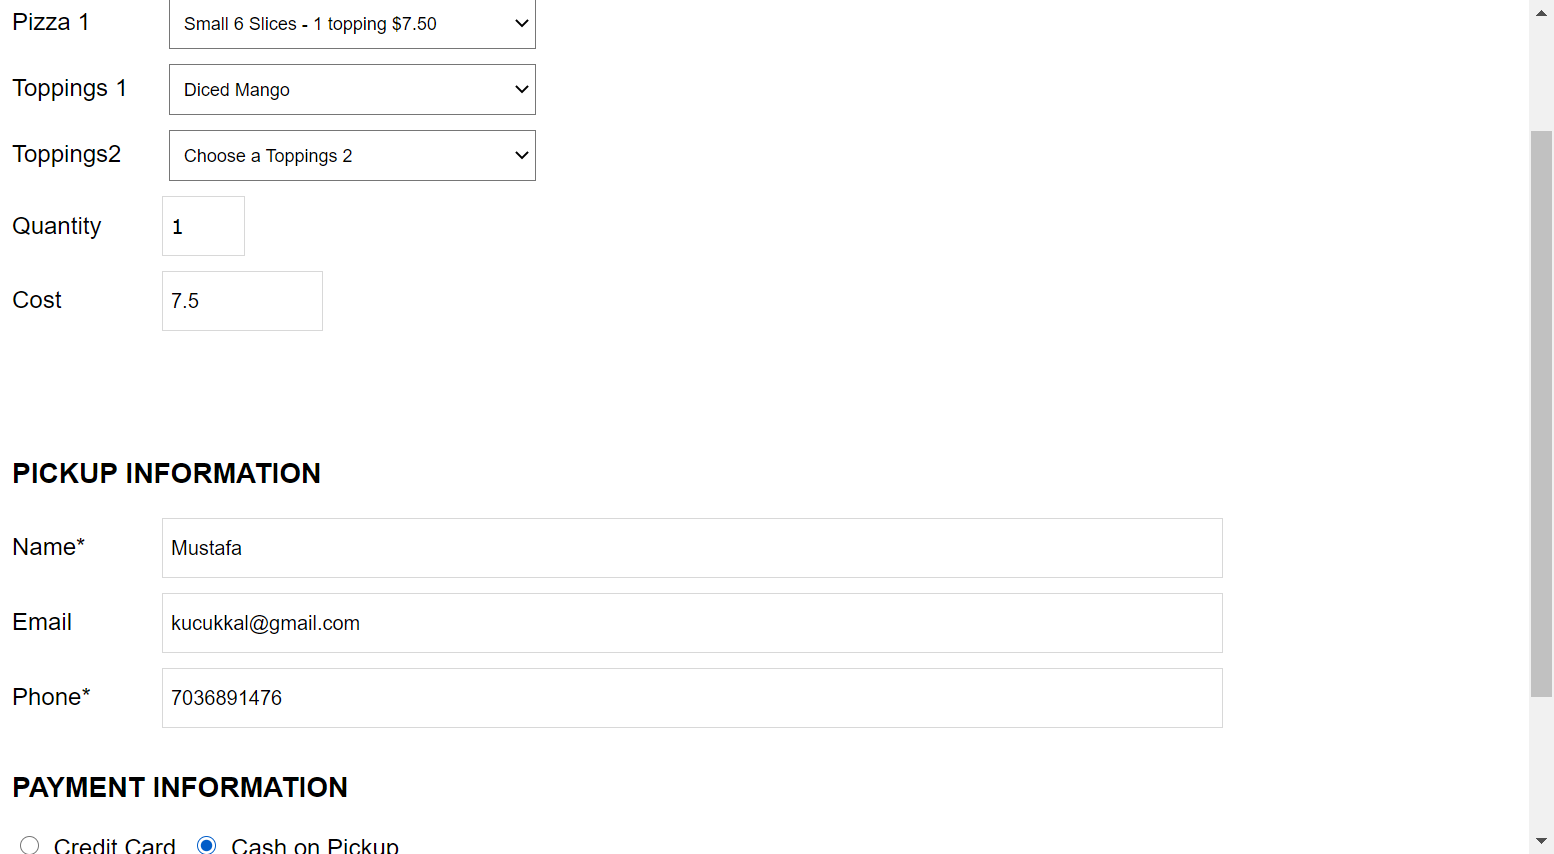 Pizza 1 Small 6 Slices - 1 topping $7.50
Toppings 1 Diced Mango
Toppings2 Choose a Toppings 2
Quantity 1
Cost 7.5
PICKUP INFORMATION
Name* Mustafa
Email kucukkal@gmail.com
Phone* 7036891476
PAYMENT INFORMATION
Credit Card Cash on Pickup